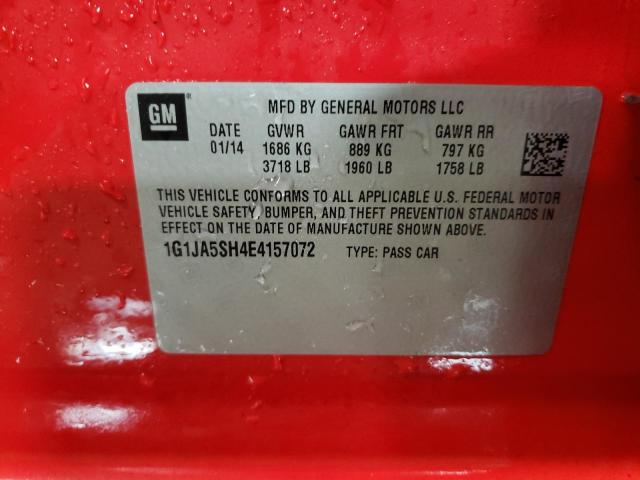 GM
MFD BY GENERAL MOTORS LLC
DATE GVWR GAWR FRT GAWR RR
01/14 1686 KG 889 KG 797 KG
3718 LB 1960 LB 1758 LB
THIS VEHICLE CONFORMS TO ALL APPLICABLE U.S. FEDERAL MOTOR
VEHICLE SAFETY, BUMPER, AND THEFT PREVENTION STANDARDS IN
EFFECT ON THE DATE OF MANUFACTURE SHOWN ABOVE.
1G1JA5SH4E4157072 TYPE: PASS CAR